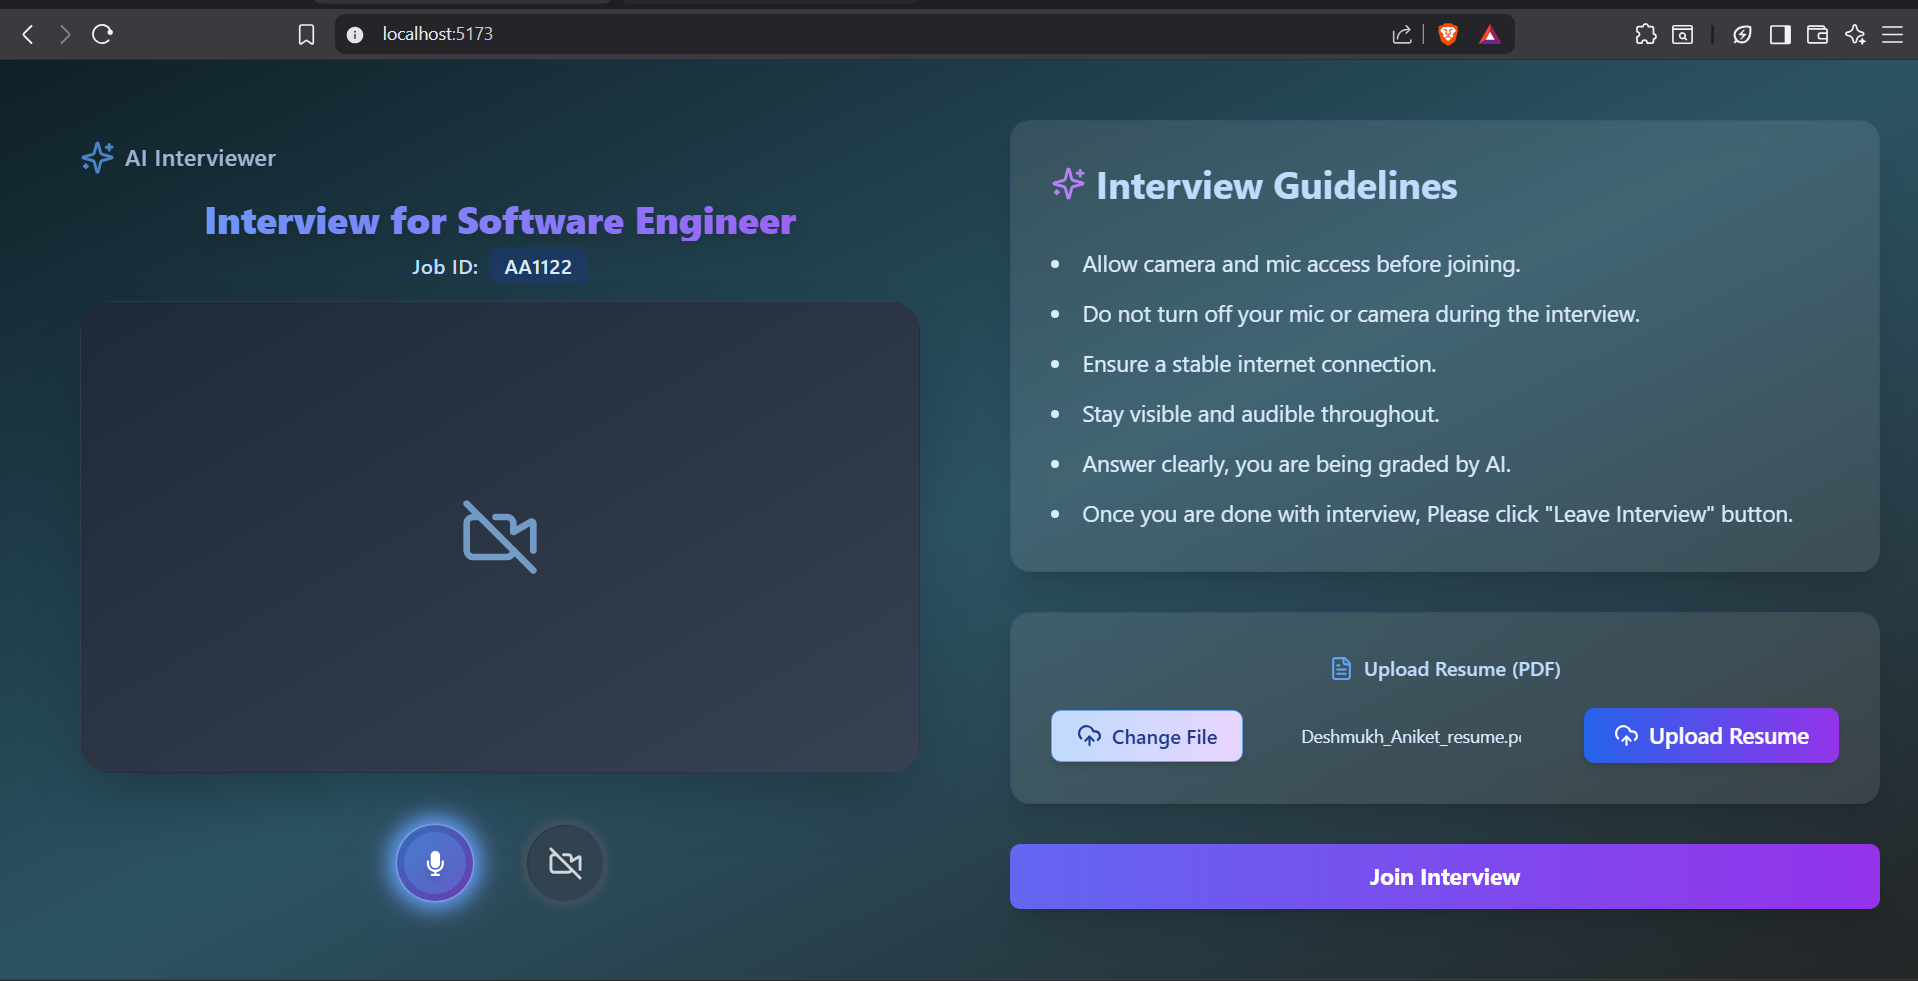 localhost:5173
AI Interviewer
Interview for Software Engineer
Job ID: AA1122
Interview Guidelines
• Allow camera and mic access before joining.
• Do not turn off your mic or camera during the interview.
• Ensure a stable internet connection.
• Stay visible and audible throughout.
• Answer clearly, you are being graded by AI.
• Once you are done with interview, Please click "Leave Interview" button.
Upload Resume (PDF)
Change File
Deshmukh_Aniket_resume.p
Upload Resume
Join Interview